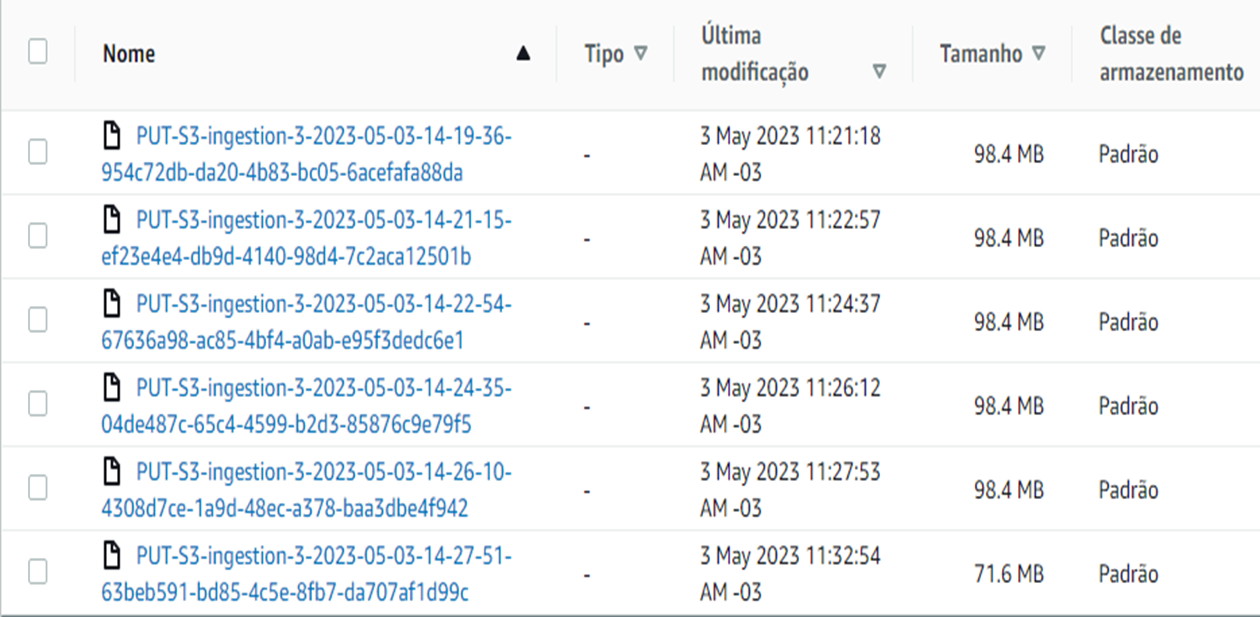 Nome
Tipo
Última
modificação
Tamanho
Classe de
armazenamento
PUT-S3-ingestion-3-2023-05-03-14-19-36-
954c72db-da20-4b83-bc05-6acefafa88da
-
3 May 2023 11:21:18
AM -03
98.4 MB
Padrão
PUT-S3-ingestion-3-2023-05-03-14-21-15-
ef23e4e4-db9d-4140-98d4-7c2aca12501b
-
3 May 2023 11:22:57
AM -03
98.4 MB
Padrão
PUT-S3-ingestion-3-2023-05-03-14-22-54-
67636a98-ac85-4bf4-a0ab-e95f3dedc6e1
-
3 May 2023 11:24:37
AM -03
98.4 MB
Padrão
PUT-S3-ingestion-3-2023-05-03-14-24-35-
04de487c-65c4-4599-b2d3-85876c9e79f5
-
3 May 2023 11:26:12
AM -03
98.4 MB
Padrão
PUT-S3-ingestion-3-2023-05-03-14-26-10-
4308d7ce-1a9d-48ec-a378-baa3dbe4f942
-
3 May 2023 11:27:53
AM -03
98.4 MB
Padrão
PUT-S3-ingestion-3-2023-05-03-14-27-51-
63beb591-bd85-4c5e-8fb7-da707af1d99c
-
3 May 2023 11:32:54
AM -03
71.6 MB
Padrão